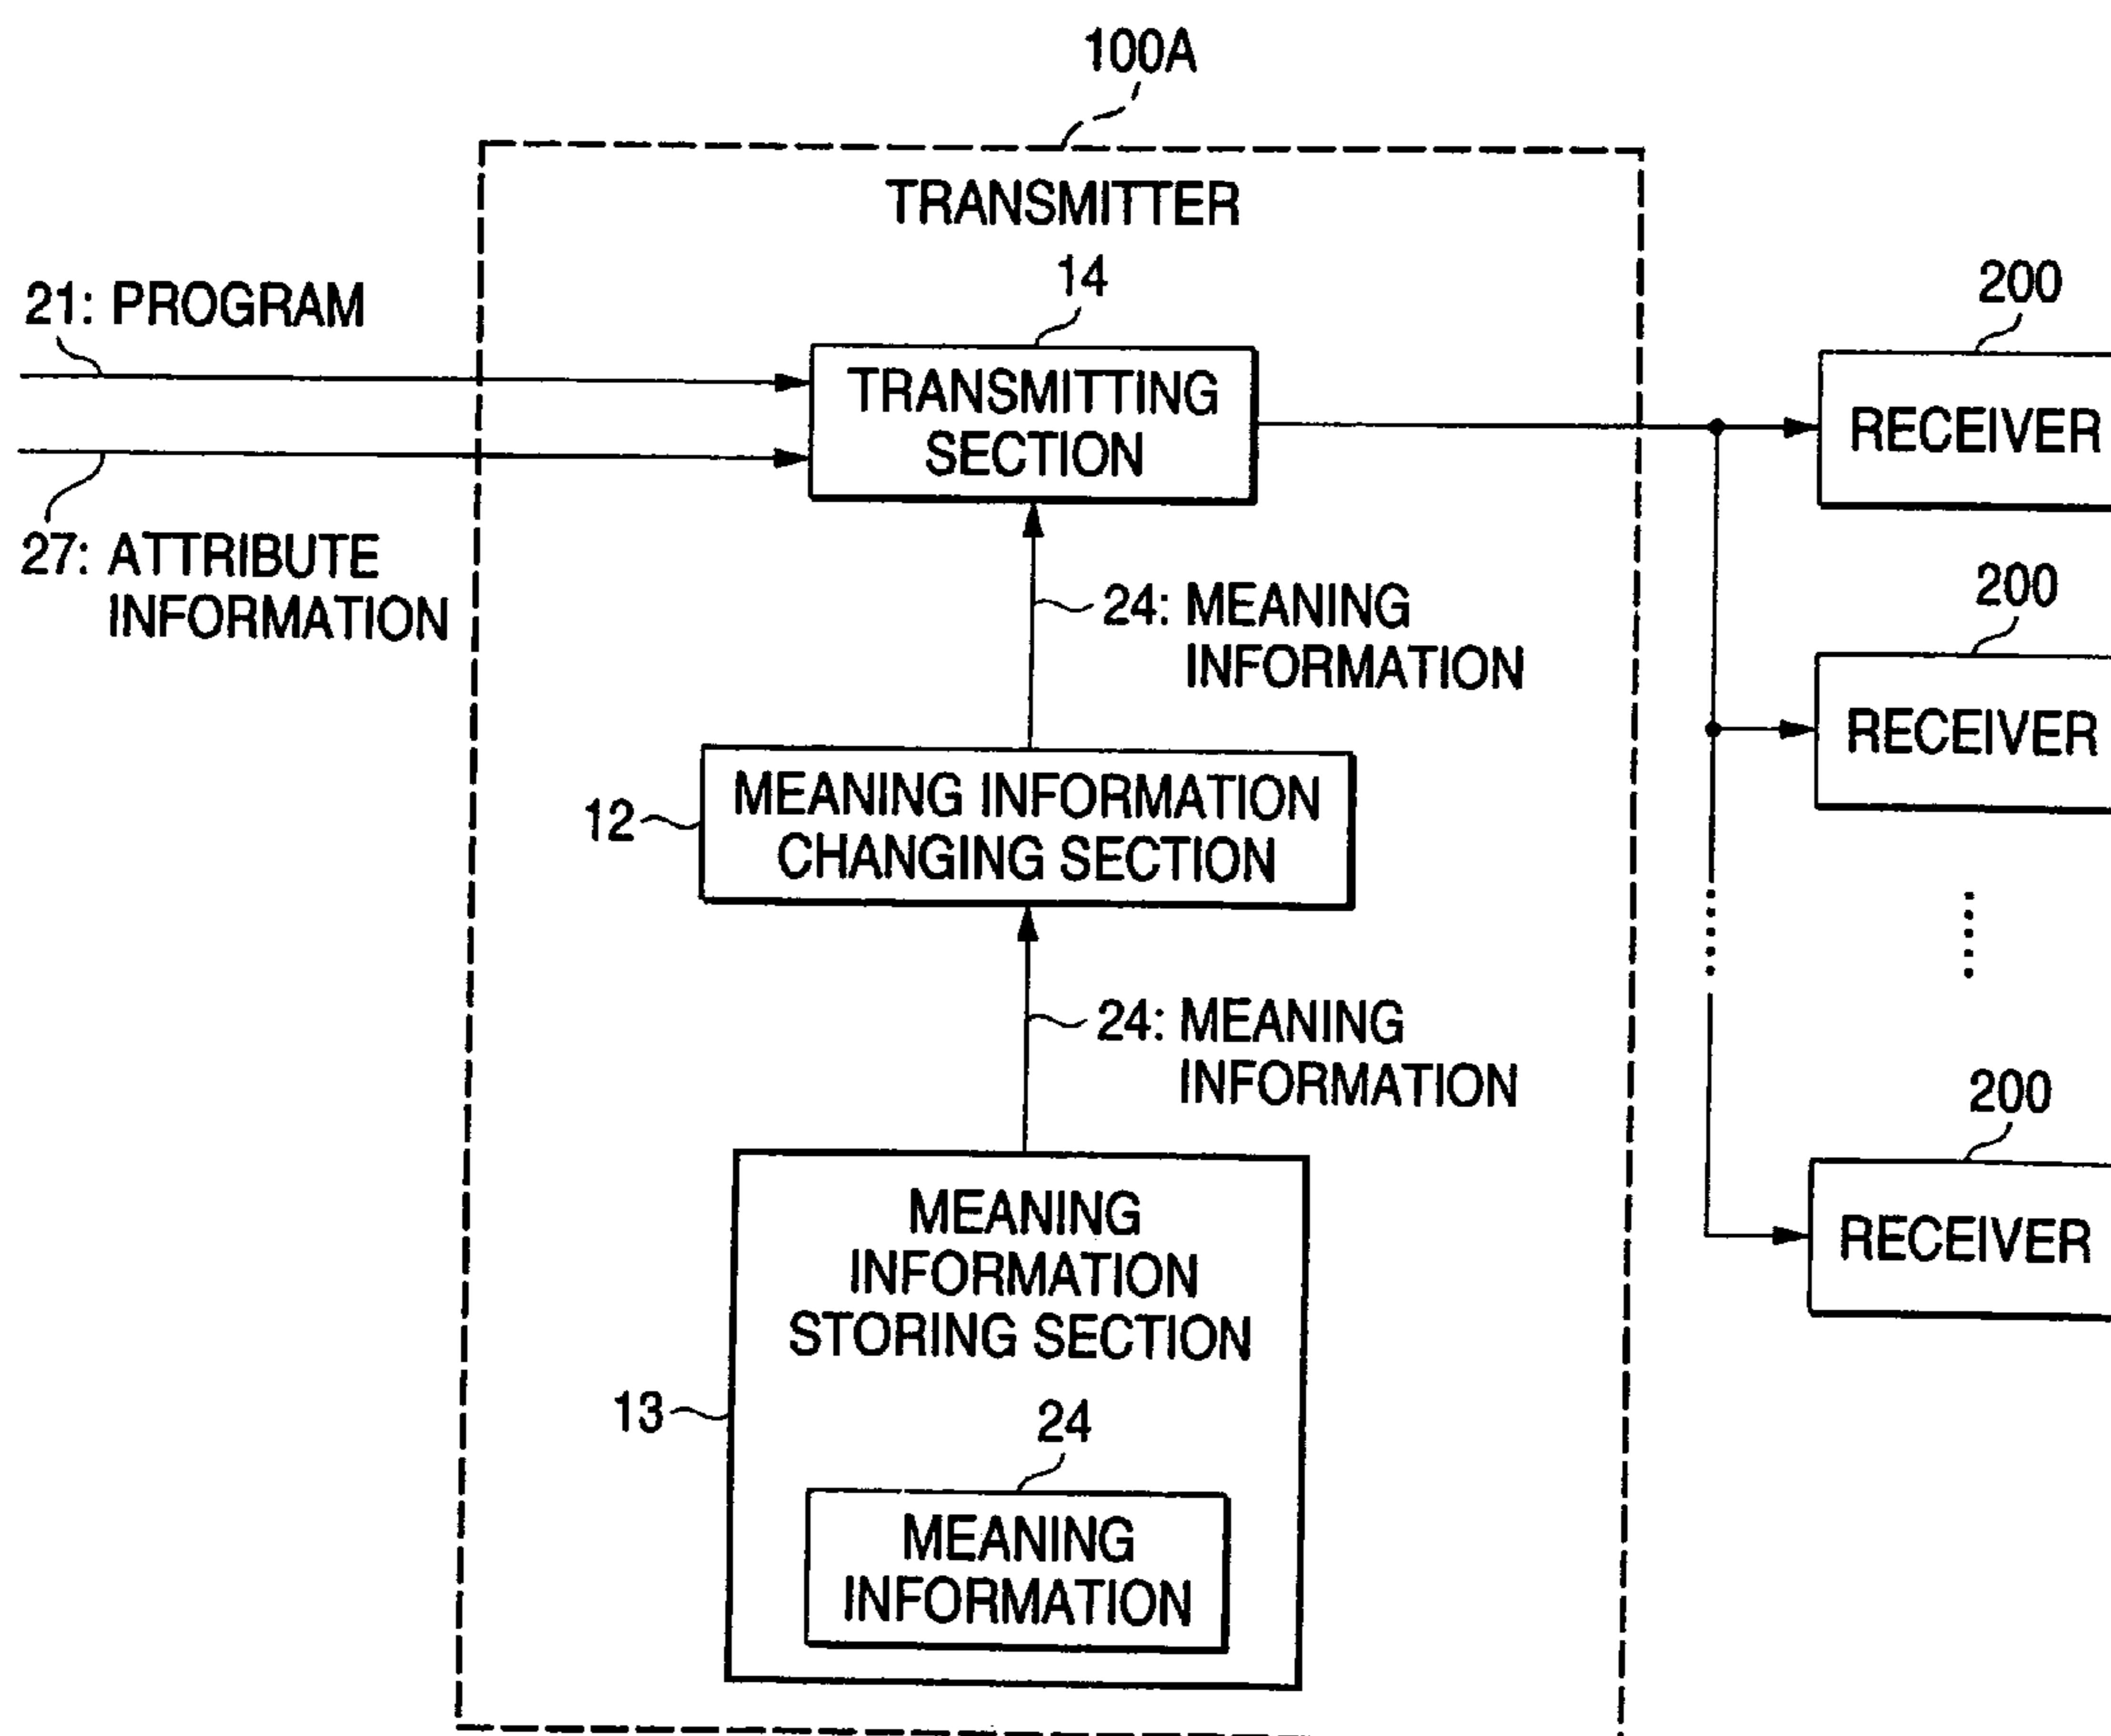 100A
TRANSMITTER
14
21: PROGRAM
TRANSMITTING
SECTION
27: ATTRIBUTE
INFORMATION
24: MEANING
INFORMATION
12
MEANING INFORMATION
CHANGING SECTION
24: MEANING
INFORMATION
MEANING
INFORMATION
STORING SECTION
13
24
MEANING
INFORMATION
200
RECEIVER
200
RECEIVER
200
RECEIVER